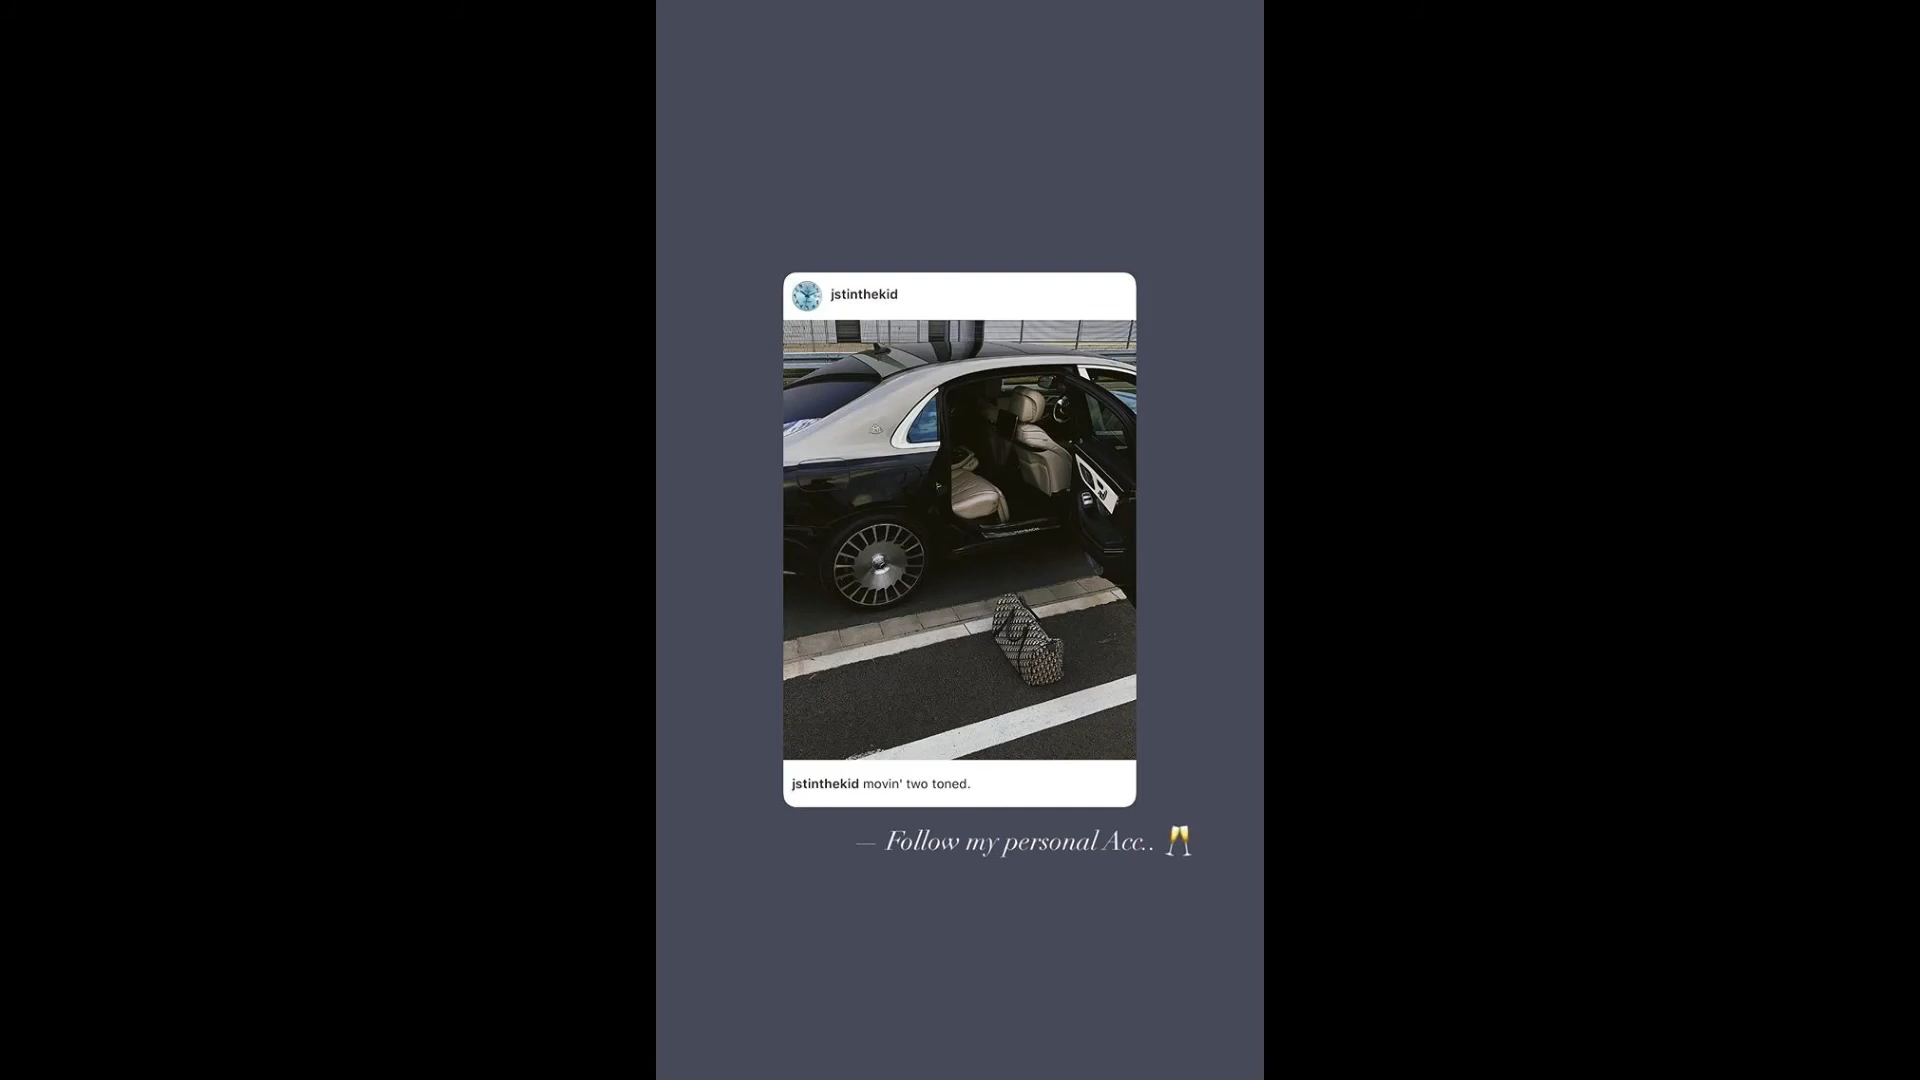 jstinthekid
jstinthekid movin' two toned.
— Follow my personal Acc.. 🥂